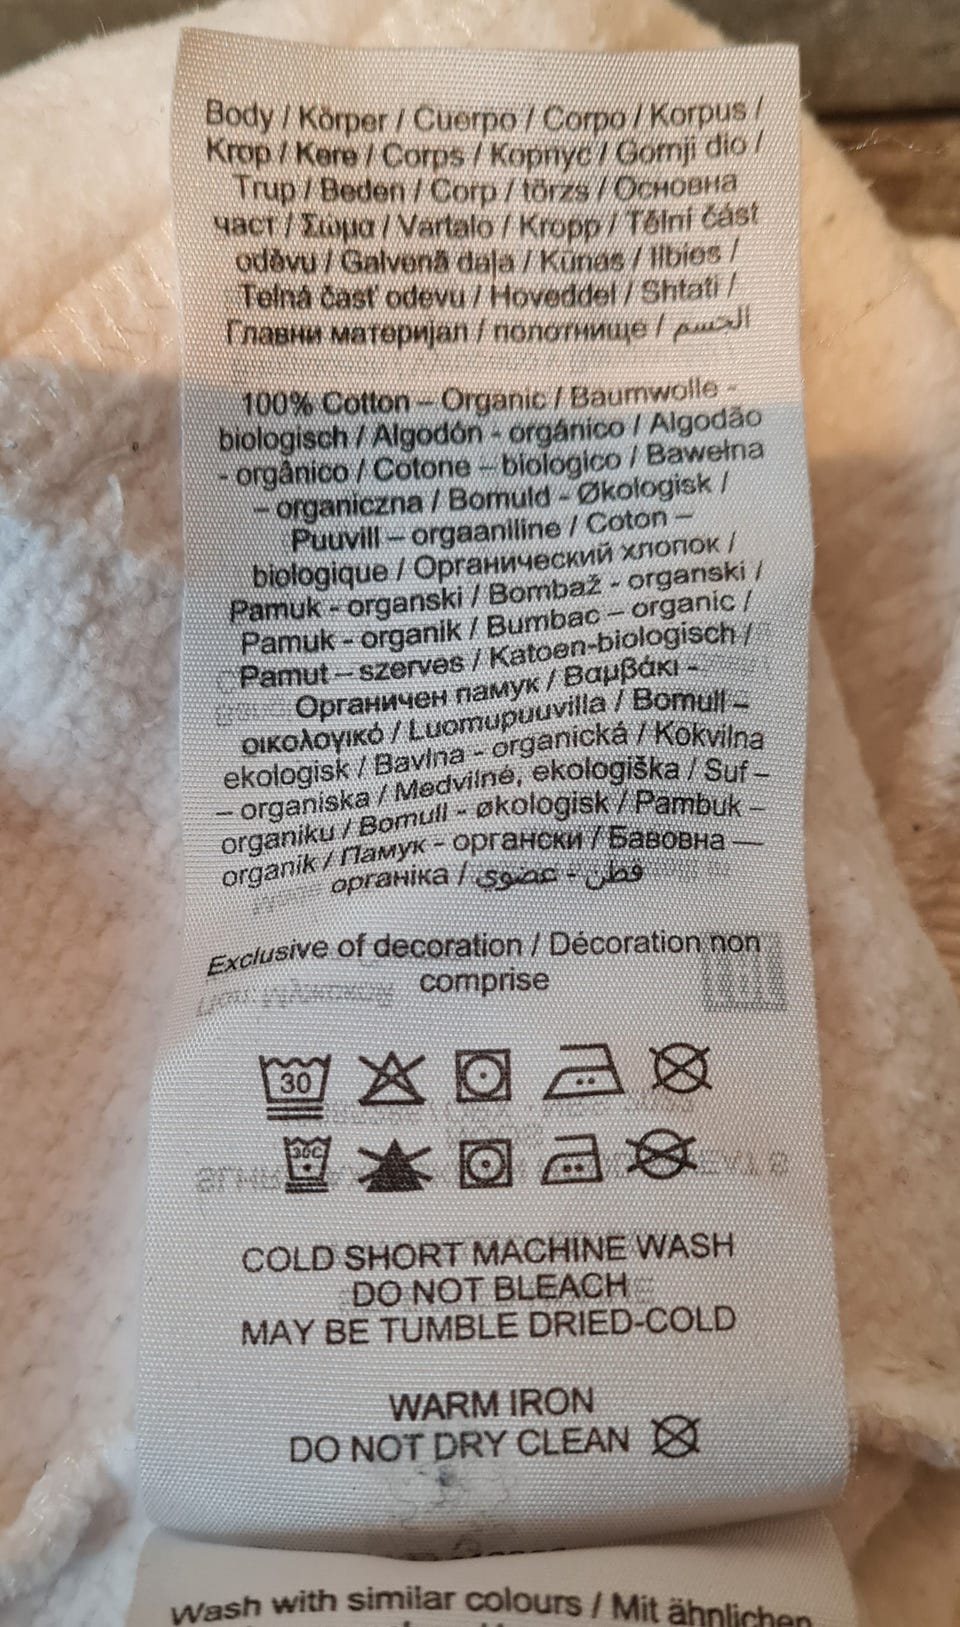 Body / Körper / Cuerpo / Corpo / Korpus /
Krop / Kere / Corps / Корпус / Gornji dio /
Trup / Beden / Corp / törzs / Основна
част / Σώμα / Vartalo / Kropp / Tělní část
oděvu / Galvenā daļa / Kūnas / Ilbies /
Telná časť odevu / Hoveddel / Shtati /
Главни материјал / полотнище / الجسم
100% Cotton – Organic / Baumwolle -
biologisch / Algodón - orgánico / Algodão
- orgânico / Cotone – biologico / Bawełna
– organiczna / Bomuld - Økologisk /
Puuvill – orgaaniline / Coton –
biologique / Органический хлопок /
Pamuk - organski / Bombaž - organski /
Pamuk - organik / Bumbac – organic /
Pamut – szerves / Katoen-biologisch /
Органичен памук / Βαμβάκι -
οικολογικό / Luomupuuvilla / Bomull –
ekologisk / Bavlna - organická / Kokvilna
– organiska / Medvilnė, ekologiška / Suf –
organiku / Bomull - økologisk / Pambuk –
organik / Памук - органски / Бавовна —
органіка / قطن - عضوي
Exclusive of decoration / Décoration non
comprise
30
30C
COLD SHORT MACHINE WASH
DO NOT BLEACH
MAY BE TUMBLE DRIED-COLD
WARM IRON
DO NOT DRY CLEAN
Wash with similar colours / Mit ähnlichen